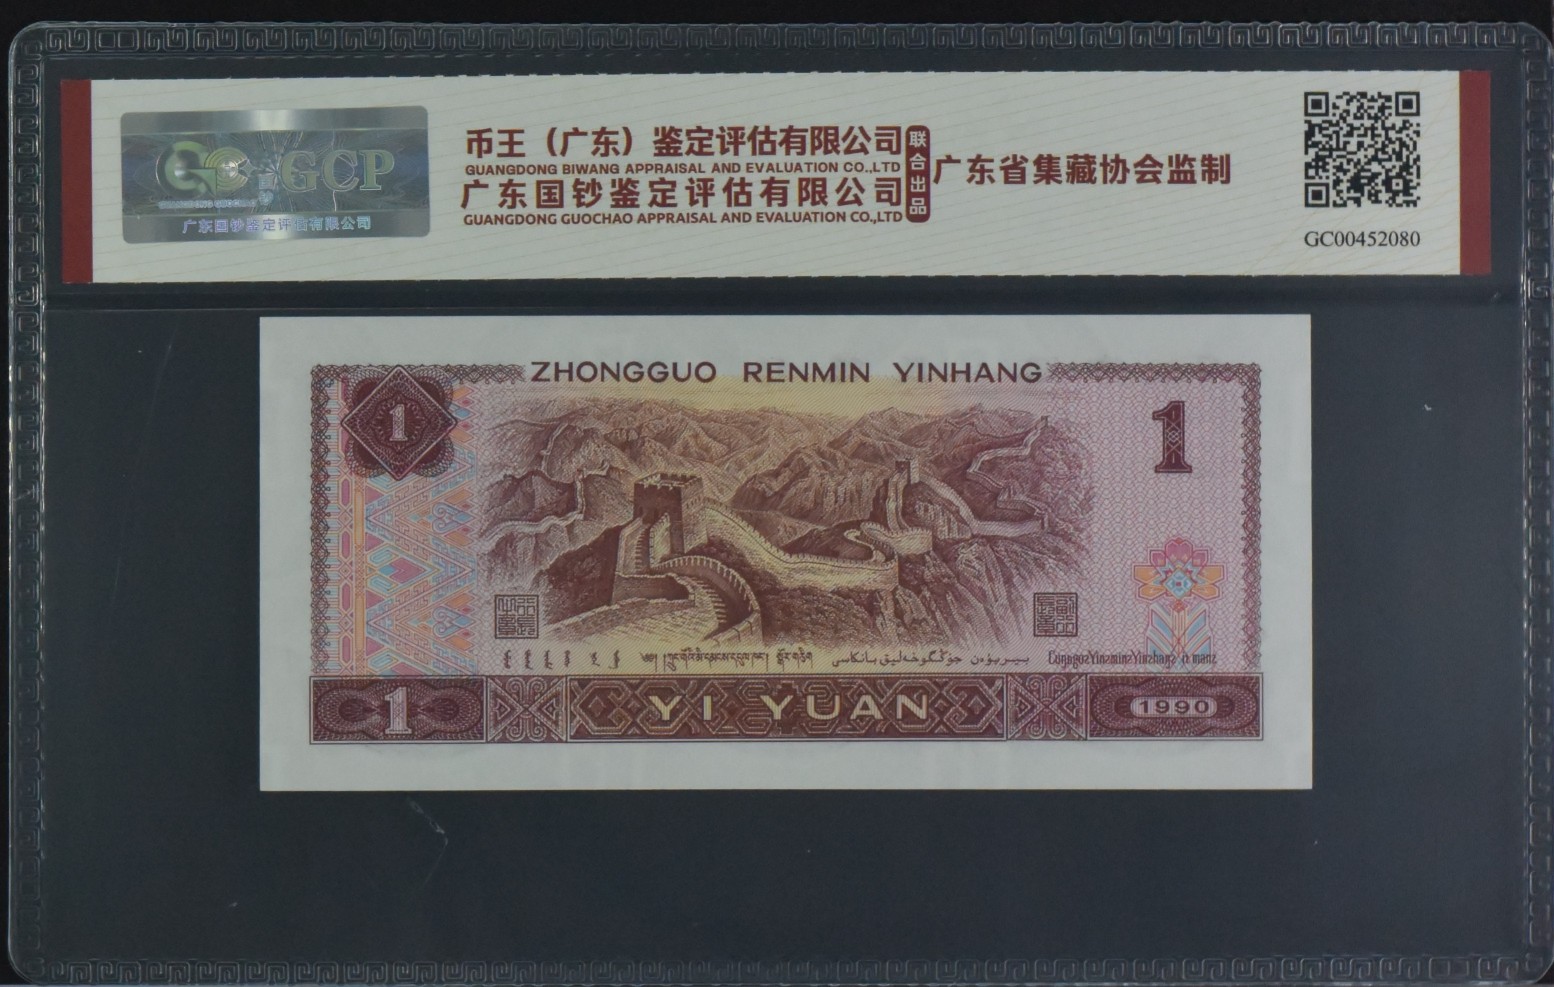 GCP
广东国钞鉴定评估有限公司
币王（广东）鉴定评估有限公司
GUANGDONG BIWANG APPRAISAL AND EVALUATION CO.,LTD
广东国钞鉴定评估有限公司
GUANGDONG GUOCHAO APPRAISAL AND EVALUATION CO,,LTD
联合出品
广东省集藏协会监制
GC00452080
ZHONGGUO RENMIN YINHANG
1
1
1
YI YUAN
1990